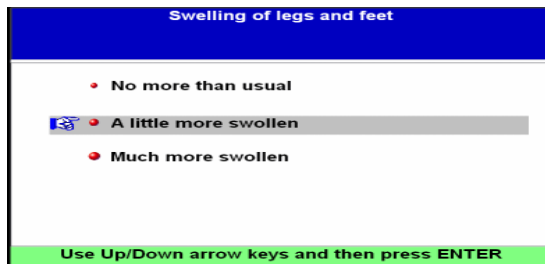 Swelling of legs and feet
No more than usual
A little more swollen
Much more swollen
Use Up/Down arrow keys and then press ENTER